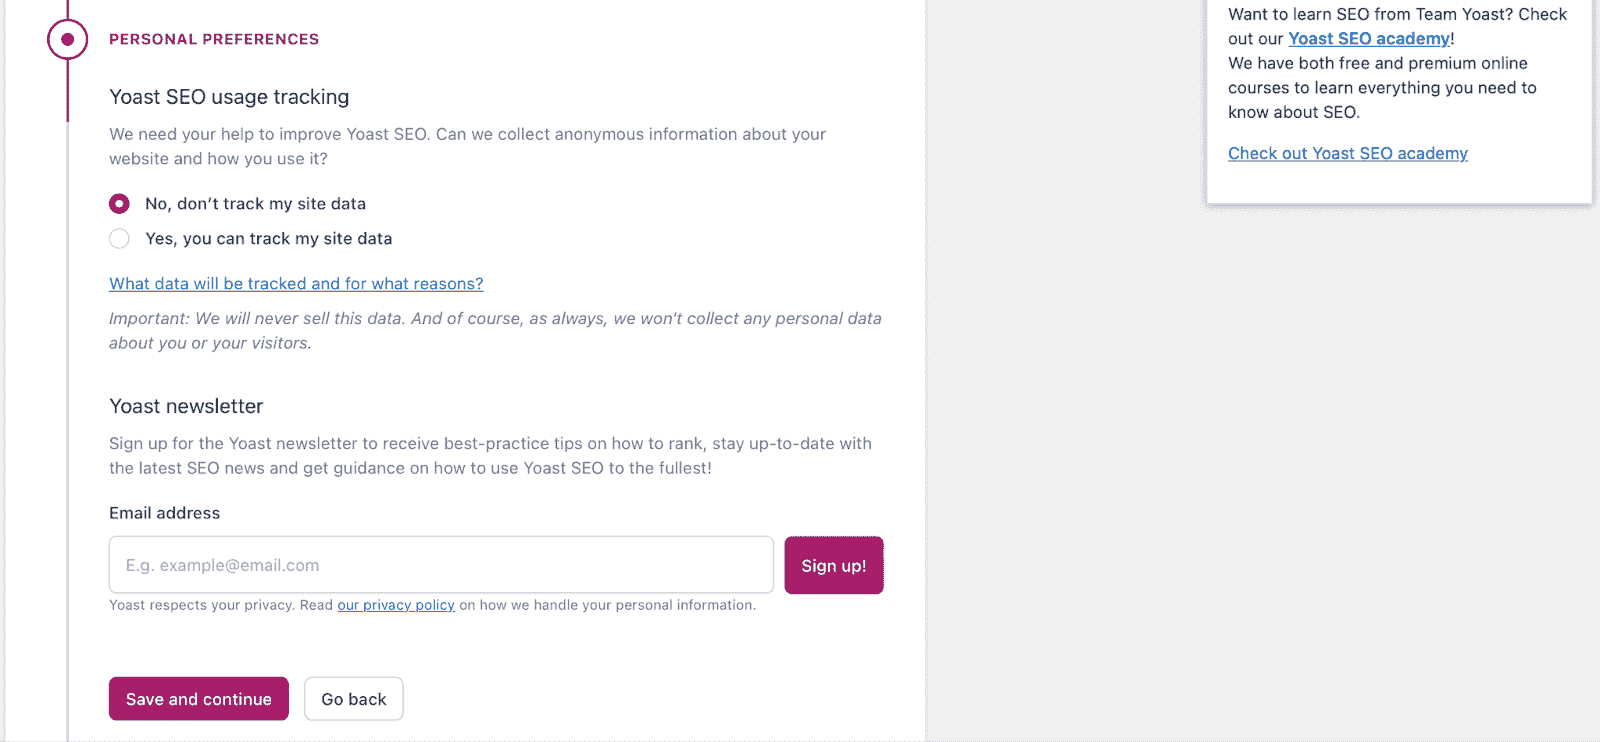 PERSONAL PREFERENCES
Yoast SEO usage tracking
We need your help to improve Yoast SEO. Can we collect anonymous information about your
website and how you use it?
No, don’t track my site data
Yes, you can track my site data
What data will be tracked and for what reasons?
Important: We will never sell this data. And of course, as always, we won't collect any personal data
about you or your visitors.
Yoast newsletter
Sign up for the Yoast newsletter to receive best-practice tips on how to rank, stay up-to-date with
the latest SEO news and get guidance on how to use Yoast SEO to the fullest!
Email address
E.g. example@email.com
Sign up!
Yoast respects your privacy. Read our privacy policy on how we handle your personal information.
Save and continue
Go back
Want to learn SEO from Team Yoast? Check
out our Yoast SEO academy!
We have both free and premium online
courses to learn everything you need to
know about SEO.
Check out Yoast SEO academy